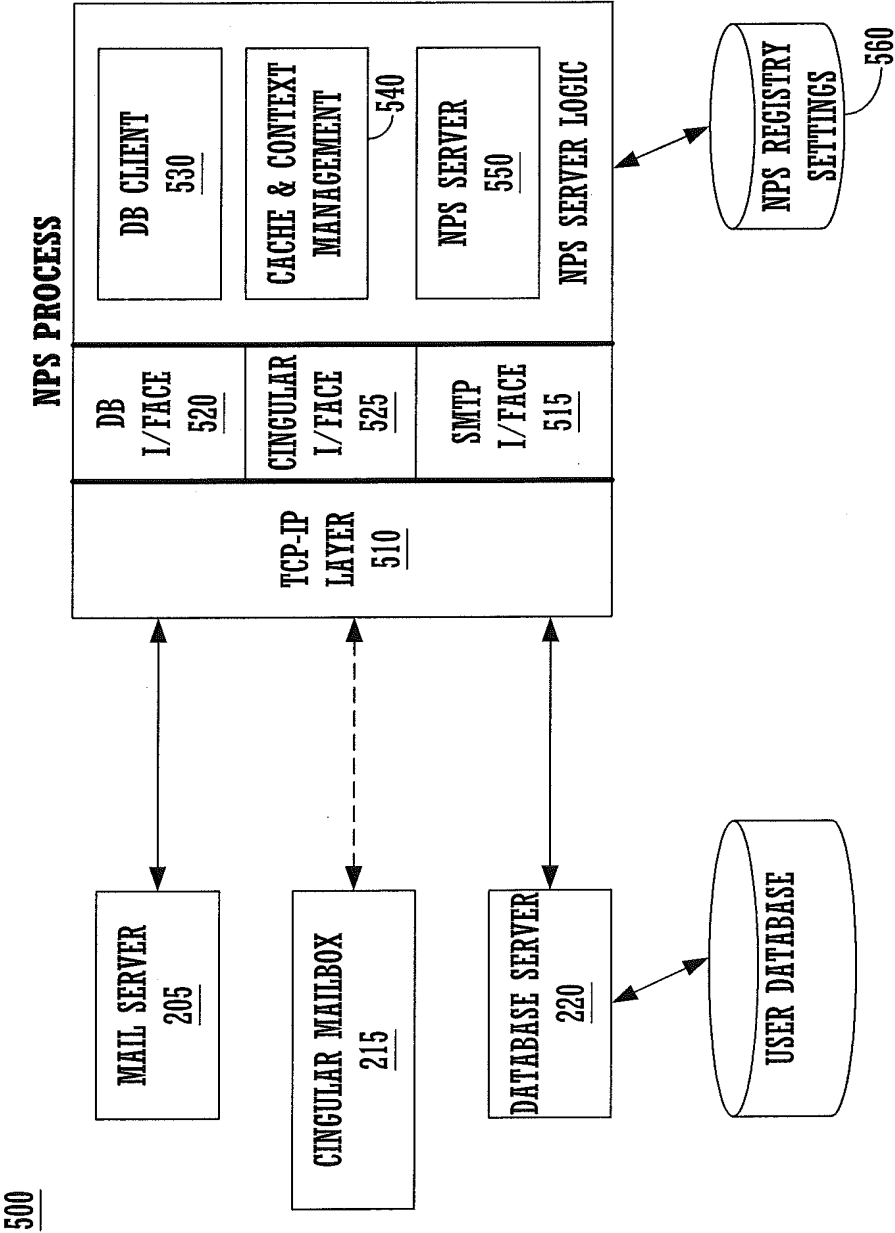 500
NPS PROCESS
MAIL SERVER
205
CINGULAR MAILBOX
215
DATABASE SERVER
220
USER DATABASE
TCP-IP
LAYER
510
DB
I/FACE
520
CINGULAR
I/FACE
525
SMTP
I/FACE
515
DB CLIENT
530
CACHE & CONTEXT
MANAGEMENT
540
NPS SERVER
550
NPS SERVER LOGIC
NPS REGISTRY
SETTINGS
560